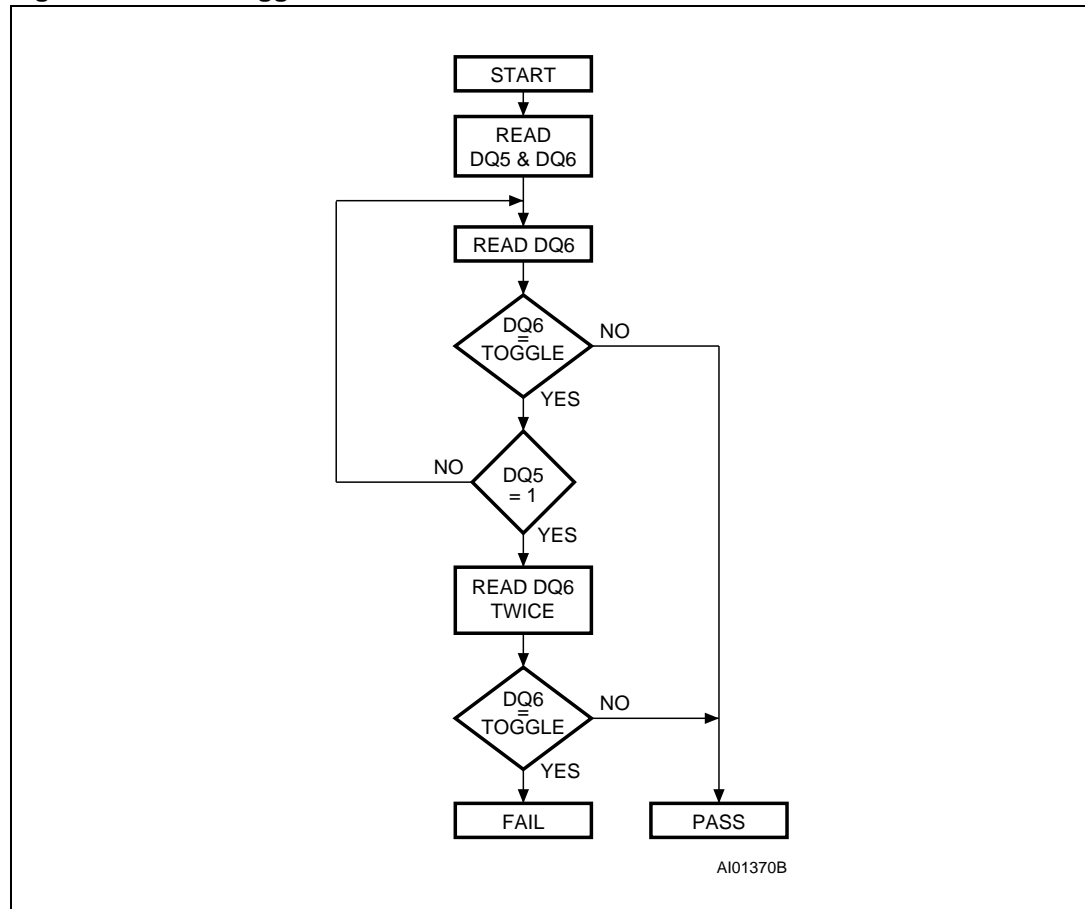 START
READ
DQ5 & DQ6
READ DQ6
DQ6
=
TOGGLE
NO
YES
NO
DQ5
= 1
YES
READ DQ6
TWICE
DQ6
=
TOGGLE
NO
YES
FAIL
PASS
AI01370B